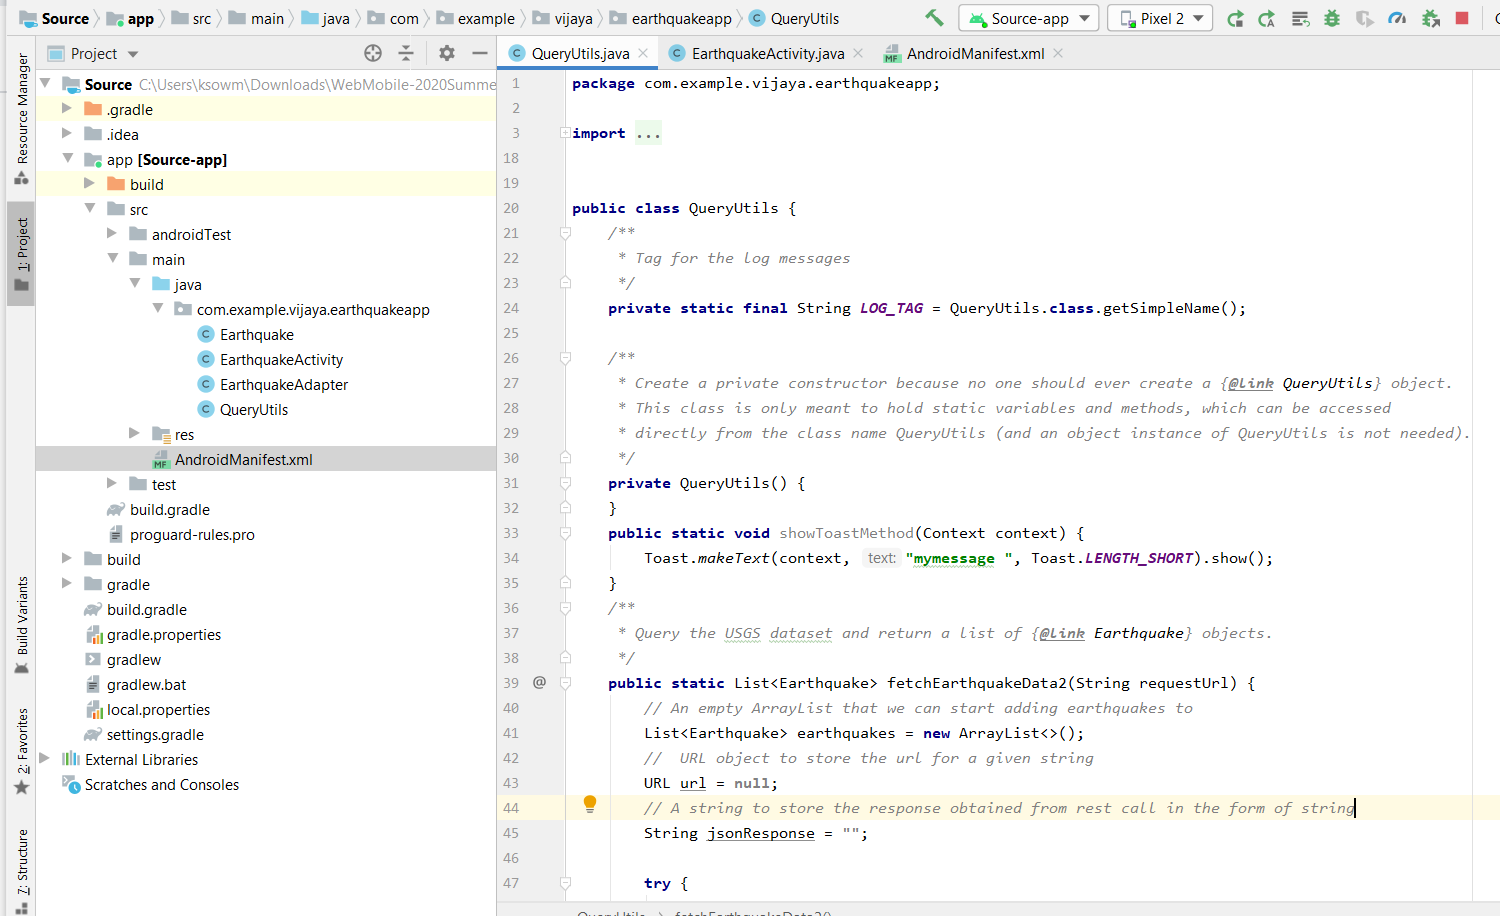 Source app src main java com example vijaya earthquakeapp QueryUtils Source-app Pixel 2
Project QueryUtils.java EarthquakeActivity.java AndroidManifest.xml
Resource Manager
1: Project
Build Variants
2: Favorites
7: Structure
Source C:\Users\ksowm\Downloads\WebMobile-2020Summe
.gradle
.idea
app [Source-app]
build
src
androidTest
main
java
com.example.vijaya.earthquakeapp
Earthquake
EarthquakeActivity
EarthquakeAdapter
QueryUtils
res
AndroidManifest.xml
test
build.gradle
proguard-rules.pro
build
gradle
build.gradle
gradle.properties
gradlew
gradlew.bat
local.properties
settings.gradle
External Libraries
Scratches and Consoles
1 package com.example.vijaya.earthquakeapp;
2
3 import ...
18
19
20 public class QueryUtils {
21 /**
22 * Tag for the log messages
23 */
24 private static final String LOG_TAG = QueryUtils.class.getSimpleName();
25
26 /**
27 * Create a private constructor because no one should ever create a {@link QueryUtils} object.
28 * This class is only meant to hold static variables and methods, which can be accessed
29 * directly from the class name QueryUtils (and an object instance of QueryUtils is not needed).
30 */
31 private QueryUtils() {
32 }
33 public static void showToastMethod(Context context) {
34 Toast.makeText(context, text: "mymessage ", Toast.LENGTH_SHORT).show();
35 }
36 /**
37 * Query the USGS dataset and return a list of {@link Earthquake} objects.
38 */
39 @ public static List<Earthquake> fetchEarthquakeData2(String requestUrl) {
40 // An empty ArrayList that we can start adding earthquakes to
41 List<Earthquake> earthquakes = new ArrayList<>();
42 // URL object to store the url for a given string
43 URL url = null;
44 // A string to store the response obtained from rest call in the form of string
45 String jsonResponse = "";
46
47 try {
QueryUtils fetchEarthquakeData2()